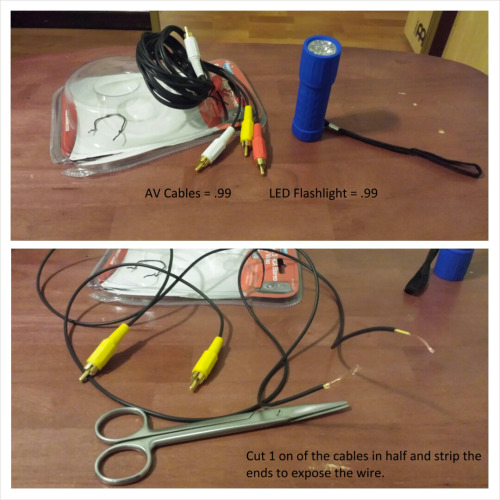 AV Cables = .99 LED Flashlight = .99
Cut 1 on of the cables in half and strip the
ends to expose the wire.